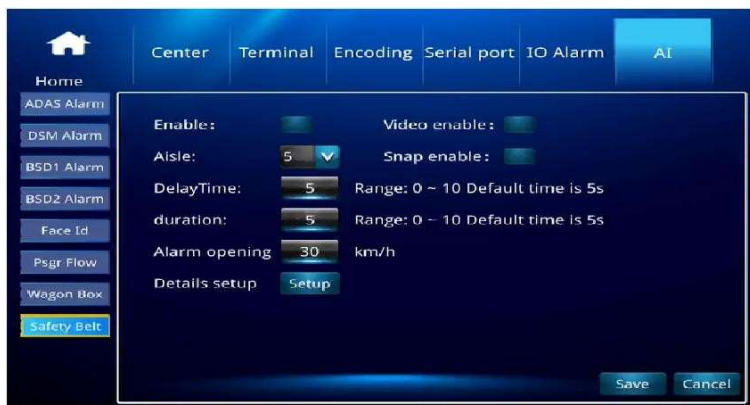 Home
Center Terminal Encoding Serial port IO Alarm AI
ADAS Alarm
DSM Alarm
BSD1 Alarm
BSD2 Alarm
Face Id
Psgr Flow
Wagon Box
Safety Belt
Enable: Video enable:
Aisle: 5 Snap enable:
DelayTime: 5 Range: 0 ~ 10 Default time is 5s
duration: 5 Range: 0 ~ 10 Default time is 5s
Alarm opening 30 km/h
Details setup Setup
Save Cancel